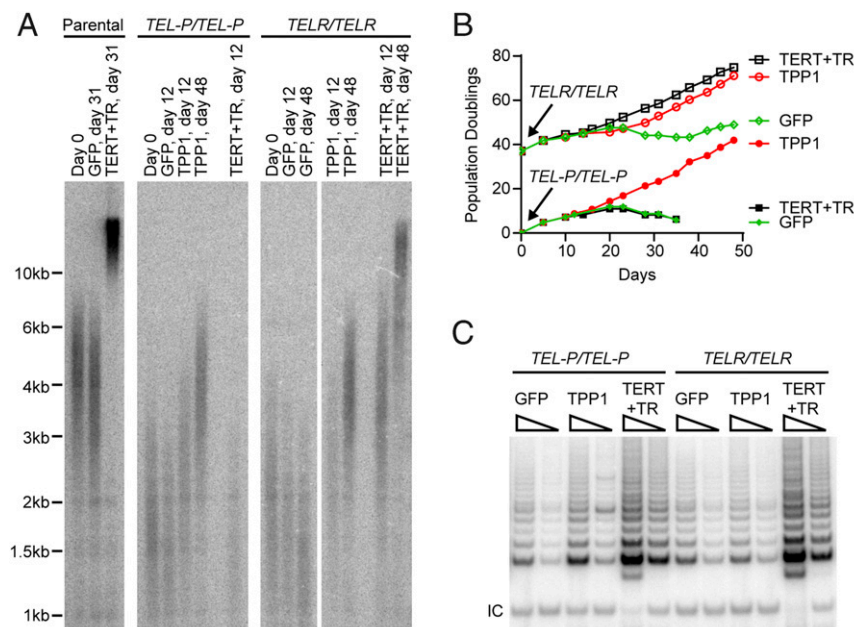 A
Parental
TEL-P/TEL-P
TELR/TELR
Day 0
GFP, day 31
TERT+TR, day 31
Day 0
GFP, day 12
TPP1, day 12
TPP1, day 48
TERT+TR, day 12
Day 0
GFP, day 12
GFP, day 48
TPP1, day 12
TPP1, day 48
TERT+TR, day 12
TERT+TR, day 48
10kb
6kb
4kb
3kb
2kb
1.5kb
1kb
B
Population Doublings
80
60
40
20
0
TELR/TELR
TEL-P/TEL-P
TERT+TR
TPP1
GFP
TPP1
TERT+TR
GFP
0 10 20 30 40 50
Days
C
TEL-P/TEL-P
TELR/TELR
GFP TPP1 TERT +TR GFP TPP1 TERT +TR
IC